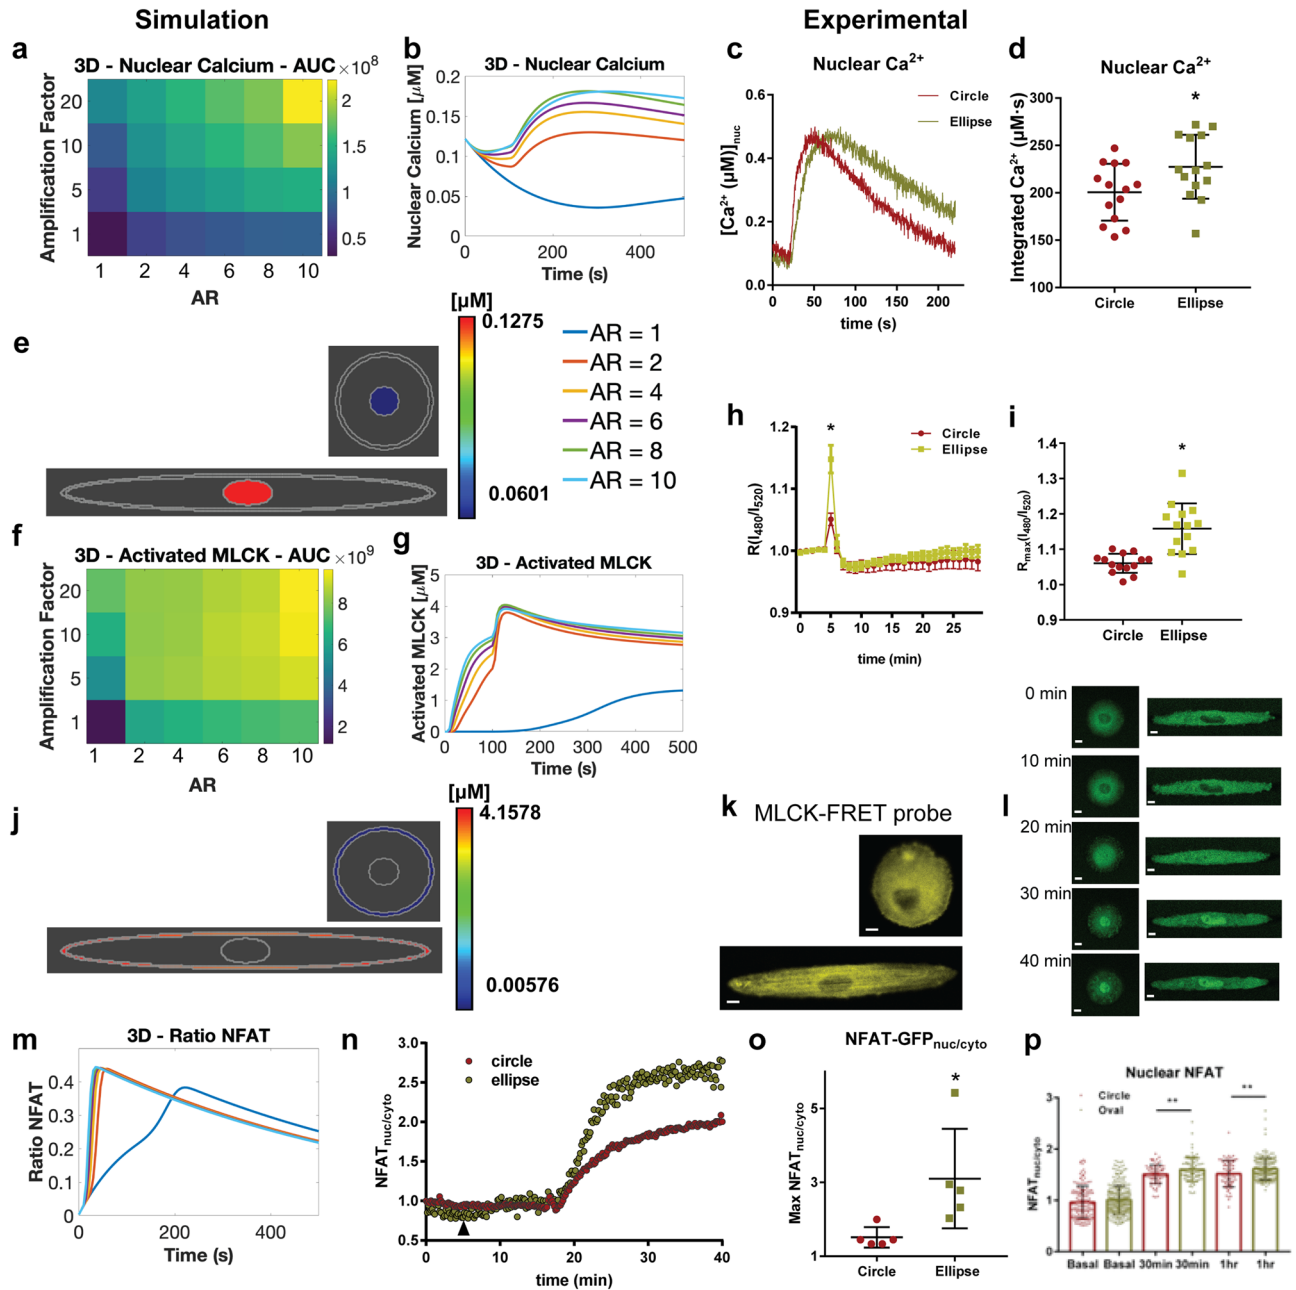 Simulation
Experimental
a
3D - Nuclear Calcium - AUC ×10⁸
Amplification Factor
20
10
5
1
1 2 4 6 8 10
AR
2
1.5
1
0.5
b
3D - Nuclear Calcium
Nuclear Calcium [μM]
0.2
0.15
0.1
0.05
0
0 200 400
Time (s)
c
Nuclear Ca²⁺
Circle
Ellipse
[Ca²⁺ (μM)]nuc
0.6
0.4
0.2
0.0
0 50 100 150 200
time (s)
d
Nuclear Ca²⁺
*
Integrated Ca²⁺ (μM·s)
300
250
200
150
100
Circle Ellipse
e
[μM]
0.1275
0.0601
AR = 1
AR = 2
AR = 4
AR = 6
AR = 8
AR = 10
f
3D - Activated MLCK - AUC ×10⁹
Amplification Factor
20
10
5
1
1 2 4 6 8 10
AR
8
6
4
2
g
3D - Activated MLCK
Activated MLCK [μM]
5
4
3
2
1
0
0 100 200 300 400 500
Time (s)
h
*
Circle
Ellipse
R(I480/I520)
1.2
1.1
1.0
0.9
0 5 10 15 20 25
time (min)
i
*
Rmax(I480/I520)
1.4
1.3
1.2
1.1
1.0
0.9
Circle Ellipse
j
[μM]
4.1578
0.00576
k
MLCK-FRET probe
l
0 min
10 min
20 min
30 min
40 min
m
3D - Ratio NFAT
Ratio NFAT
0.4
0.3
0.2
0.1
0
0 200 400
Time (s)
n
circle
ellipse
NFATnuc/cyto
3.0
2.5
2.0
1.5
1.0
0.5
0 10 20 30 40
time (min)
o
NFAT-GFPnuc/cyto
*
Max NFATnuc/cyto
5
3
1
Circle Ellipse
p
Nuclear NFAT
Circle
Oval
** **
NFATnuc/cyto
3
2
1
0
Basal Basal 30min 30min 1hr 1hr